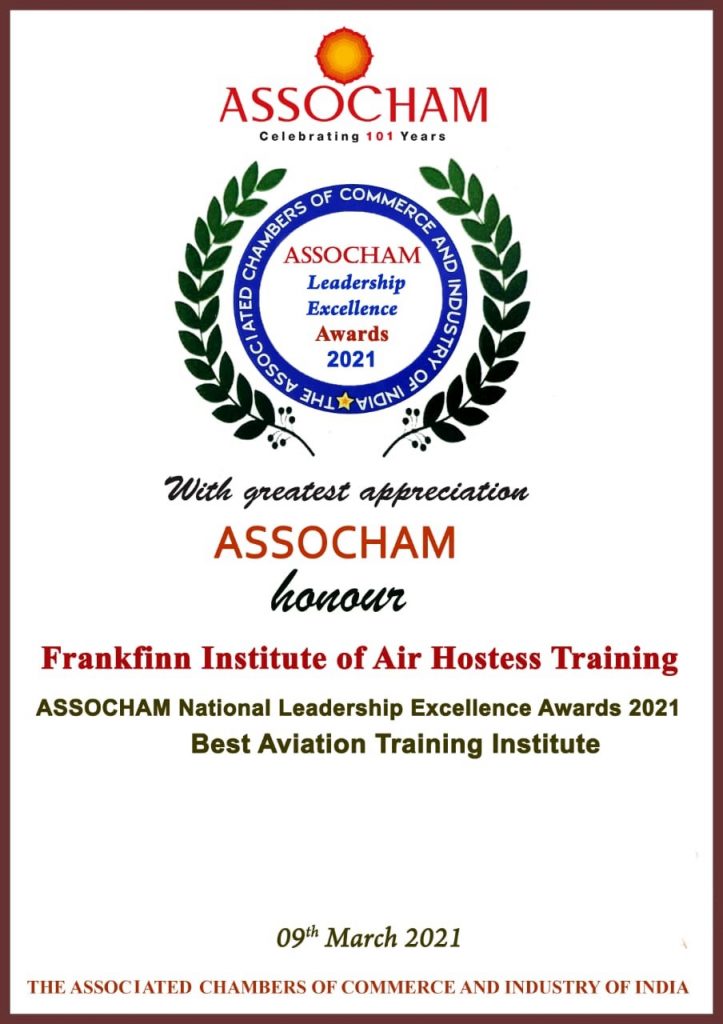 ASSOCHAM
Celebrating 101 Years
THE ASSOCIATED CHAMBERS OF COMMERCE AND INDUSTRY OF INDIA
ASSOCHAM
Leadership
Excellence
Awards
2021
With greatest appreciation
ASSOCHAM
honour
Frankfinn Institute of Air Hostess Training
ASSOCHAM National Leadership Excellence Awards 2021
Best Aviation Training Institute
09th March 2021
THE ASSOCIATED CHAMBERS OF COMMERCE AND INDUSTRY OF INDIA